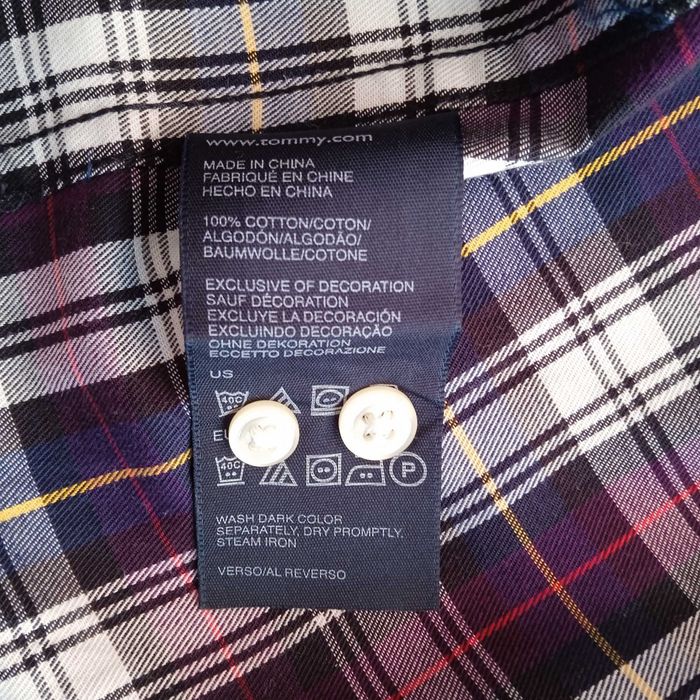 www.tommy.com
MADE IN CHINA
FABRIQUÉ EN CHINE
HECHO EN CHINA
100% COTTON/COTON/
ALGODÓN/ALGODÃO/
BAUMWOLLE/COTONE
EXCLUSIVE OF DECORATION
SAUF DÉCORATION
EXCLUYE LA DECORACIÓN
EXCLUINDO DECORAÇÃO
OHNE DEKORATION
ECCETTO DECORAZIONE
US
40C
40C P
WASH DARK COLOR
SEPARATELY, DRY PROMPTLY,
STEAM IRON
VERSO/AL REVERSO